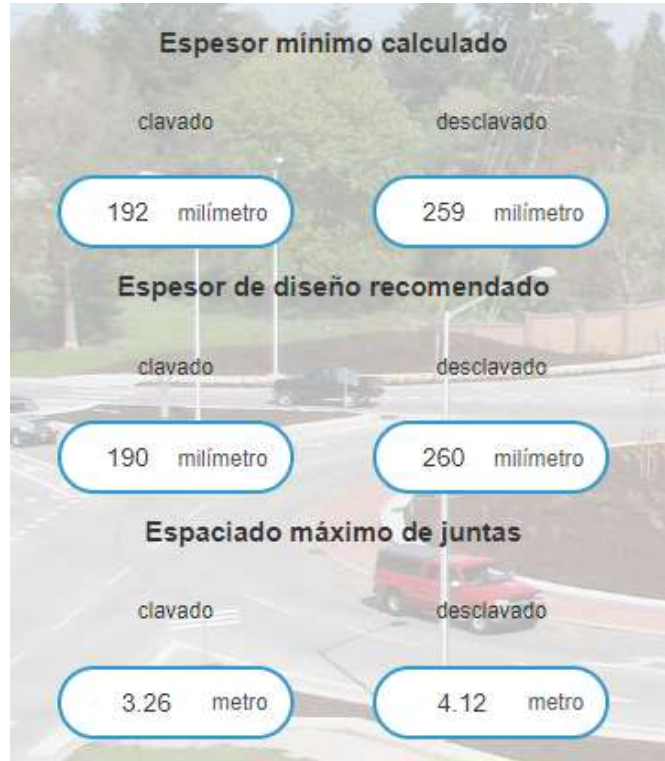 Espesor mínimo calculado
clavado desclavado
192 milímetro 259 milímetro
Espesor de diseño recomendado
clavado desclavado
190 milímetro 260 milímetro
Espaciado máximo de juntas
clavado desclavado
3.26 metro 4.12 metro